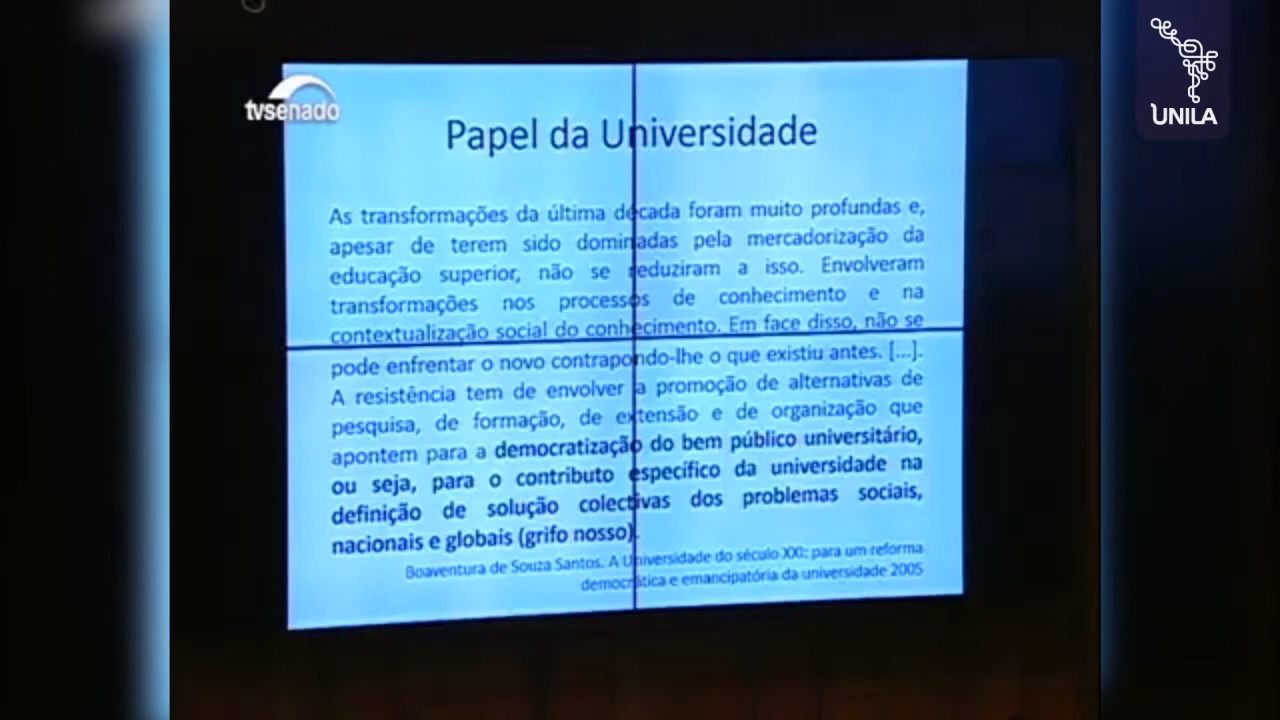 tvsenado
UNILA
Papel da Universidade
As transformações da última década foram muito profundas e,
apesar de terem sido dominadas pela mercadorização da
educação superior, não se reduziram a isso. Envolveram
transformações nos processos de conhecimento e na
contextualização social do conhecimento. Em face disso, não se
pode enfrentar o novo contrapondo-lhe o que existiu antes. [...].
A resistência tem de envolver a promoção de alternativas de
pesquisa, de formação, de extensão e de organização que
apontem para a democratização do bem público universitário,
ou seja, para o contributo específico da universidade na
definição de solução colectivas dos problemas sociais,
nacionais e globais (grifo nosso).
Boaventura de Souza Santos. A Universidade do século XXI: para um reforma
democrática e emancipatória da universidade 2005